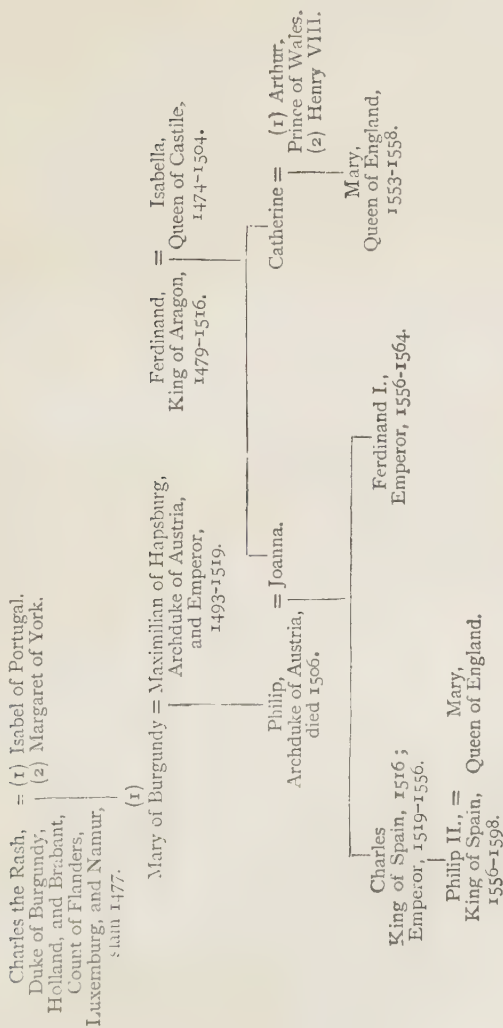 Charles the Rash,
Duke of Burgundy,
Holland, and Brabant,
Count of Flanders,
Luxemburg, and Namur,
slain 1477.
= (1) Isabel of Portugal.
(2) Margaret of York.
(1)
Mary of Burgundy = Maximilian of Hapsburg,
Archduke of Austria,
and Emperor,
1493-1519.
Ferdinand,
King of Aragon,
1479-1516.
= Isabella,
Queen of Castile,
1474-1504.
Philip,
Archduke of Austria,
died 1506.
= Joanna.
Catherine = (1) Arthur,
Prince of Wales.
(2) Henry VIII.
Charles
King of Spain, 1516;
Emperor, 1519-1556.
Ferdinand I.,
Emperor, 1556-1564.
Mary,
Queen of England,
1553-1558.
Philip II., =
King of Spain,
1556-1598.
Mary,
Queen of England.